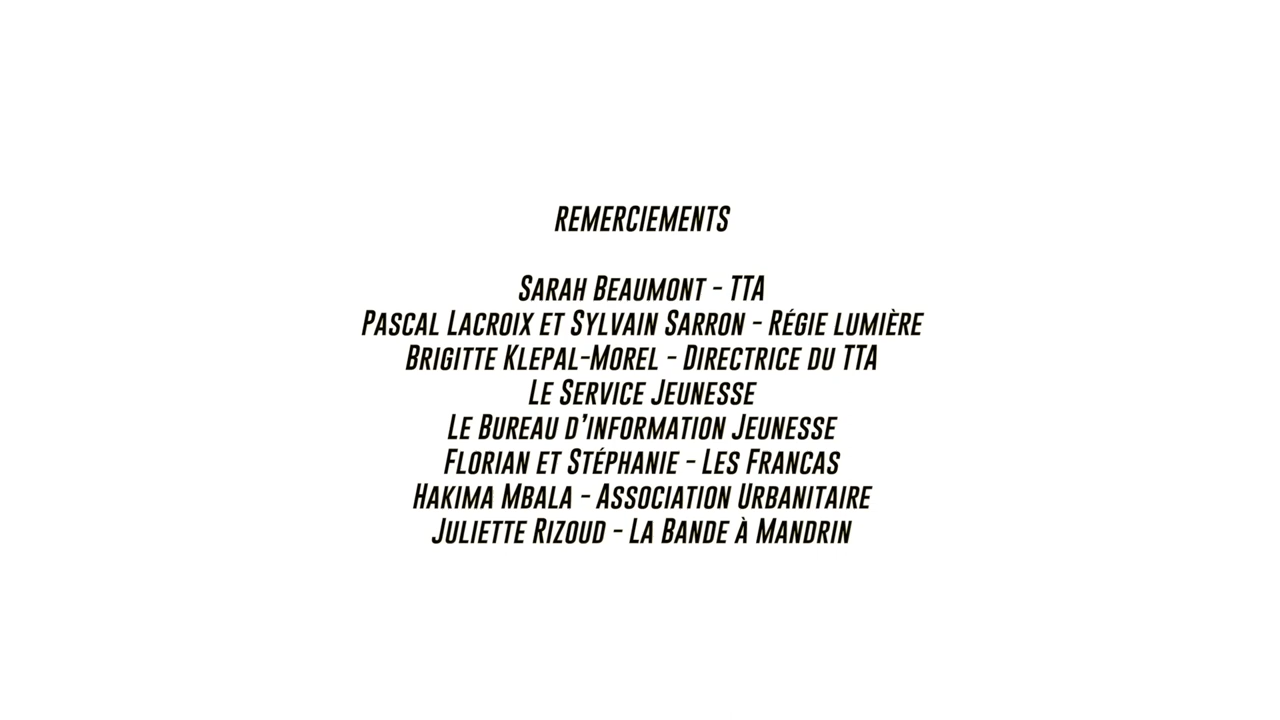 REMERCIEMENTS
SARAH BEAUMONT - TTA
PASCAL LACROIX ET SYLVAIN SARRON - RÉGIE LUMIÈRE
BRIGITTE KLEPAL-MOREL - DIRECTRICE DU TTA
LE SERVICE JEUNESSE
LE BUREAU D'INFORMATION JEUNESSE
FLORIAN ET STÉPHANIE - LES FRANCAS
HAKIMA MBALA - ASSOCIATION URBANITAIRE
JULIETTE RIZOUD - LA BANDE À MANDRIN